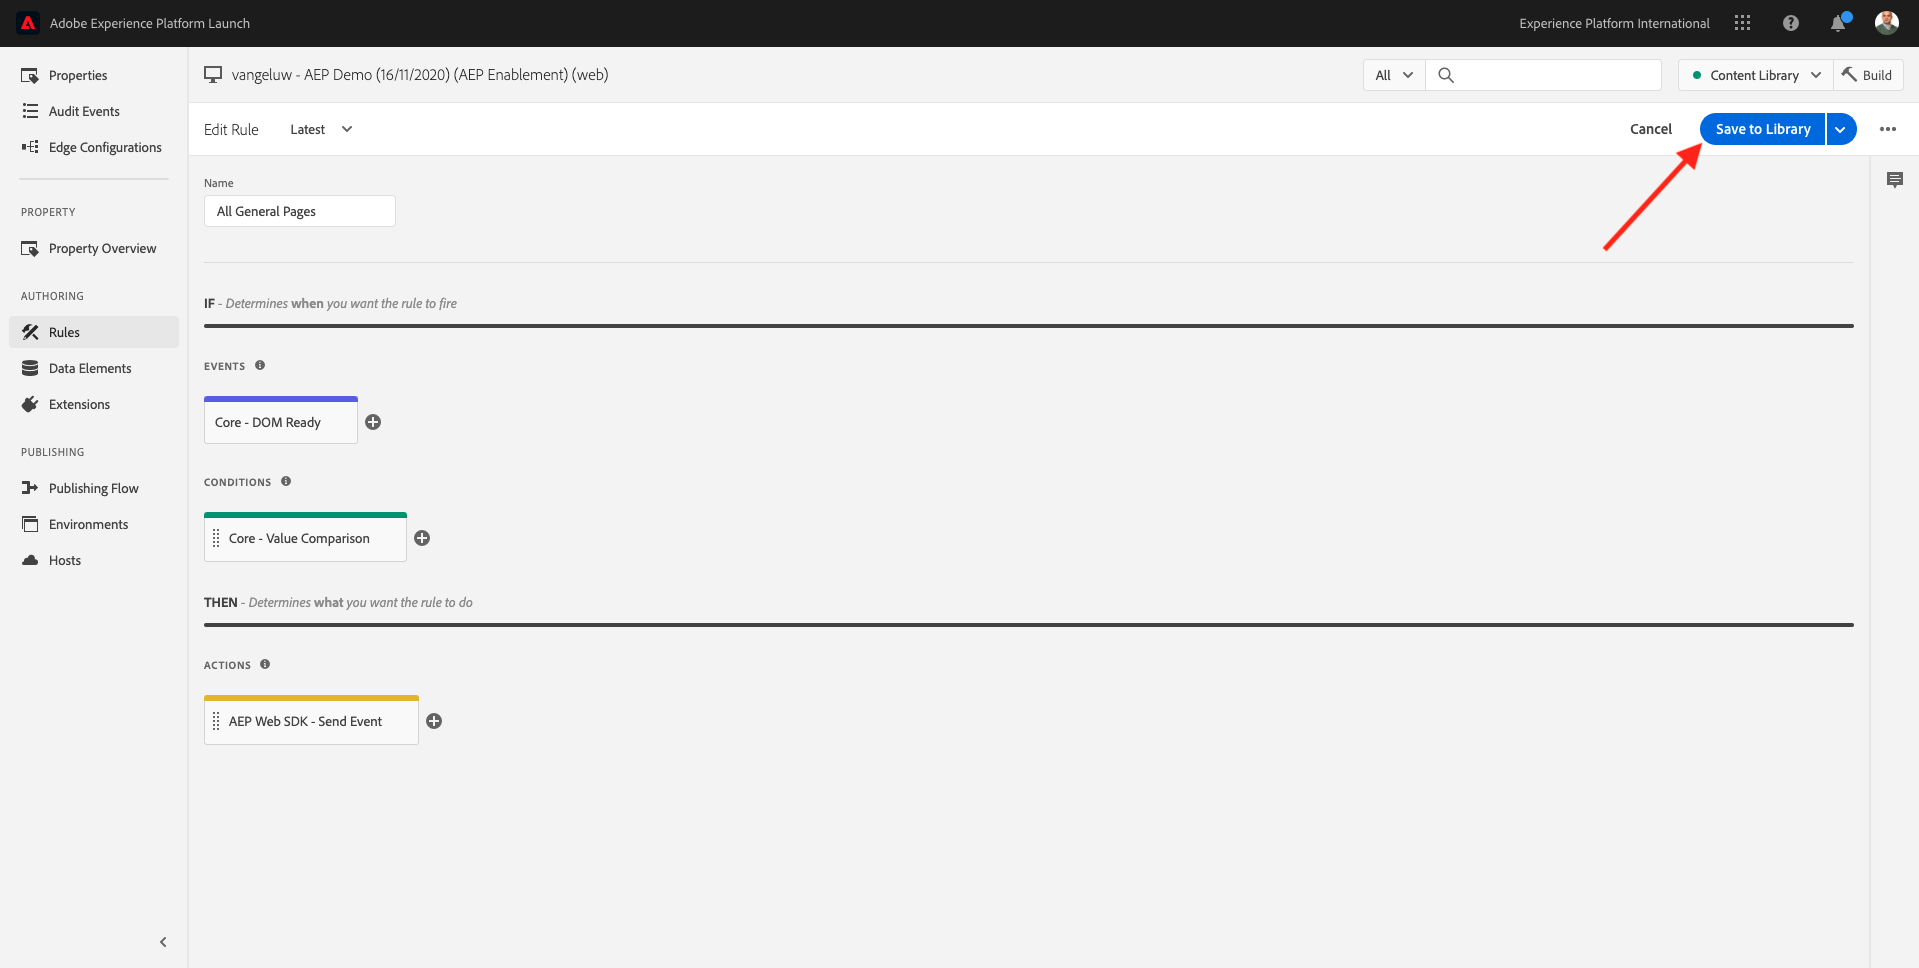 Adobe Experience Platform Launch
Experience Platform International
Properties
Audit Events
Edge Configurations
PROPERTY
Property Overview
AUTHORING
Rules
Data Elements
Extensions
PUBLISHING
Publishing Flow
Environments
Hosts
vangeluw - AEP Demo (16/11/2020) (AEP Enablement) (web)
All
Content Library
Build
Edit Rule
Latest
Cancel
Save to Library
Name
All General Pages
IF - Determines when you want the rule to fire
EVENTS
Core - DOM Ready
CONDITIONS
Core - Value Comparison
THEN - Determines what you want the rule to do
ACTIONS
AEP Web SDK - Send Event